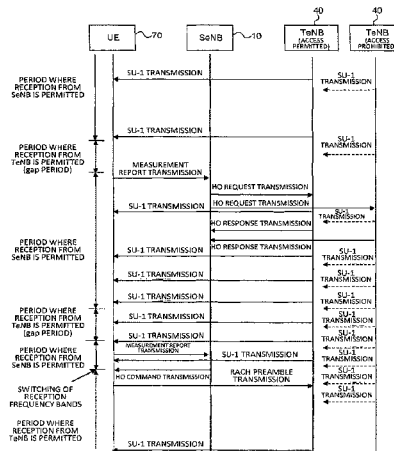 40
40
UE
70
SeNB
10
TeNB
(ACCESS
PERMITTED)
TeNB
(ACCESS
PROHIBITED)
PERIOD WHERE
RECEPTION FROM
SeNB IS PERMITTED
SU-1 TRANSMISSION
SU-1
TRANSMISSION
SU-1 TRANSMISSION
SU-1
TRANSMISSION
PERIOD WHERE
RECEPTION FROM
TeNB IS PERMITTED
(gap PERIOD)
MEASUREMENT
REPORT TRANSMISSION
HO REQUEST TRANSMISSION
HO REQUEST TRANSMISSION
SU-1 TRANSMISSION
SU-1
TRANSMISSION
HO RESPONSE TRANSMISSION
HO RESPONSE TRANSMISSION
PERIOD WHERE
RECEPTION FROM
SeNB IS PERMITTED
SU-1 TRANSMISSION
SU-1
TRANSMISSION
SU-1 TRANSMISSION
SU-1
TRANSMISSION
SU-1 TRANSMISSION
SU-1
TRANSMISSION
PERIOD WHERE
RECEPTION FROM
TeNB IS PERMITTED
(gap PERIOD)
SU-1 TRANSMISSION
SU-1
TRANSMISSION
SU-1 TRANSMISSION
SU-1
TRANSMISSION
PERIOD WHERE
RECEPTION FROM
SeNB IS PERMITTED
MEASUREMENT REPORT
TRANSMISSION
SU-1 TRANSMISSION
SU-1
TRANSMISSION
HO COMMAND TRANSMISSION
RACH PREAMBLE
TRANSMISSION
SU-1
TRANSMISSION
SWITCHING OF
RECEPTION
FREQUENCY BANDS
PERIOD WHERE
RECEPTION FROM
TeNB IS PERMITTED
SU-1 TRANSMISSION